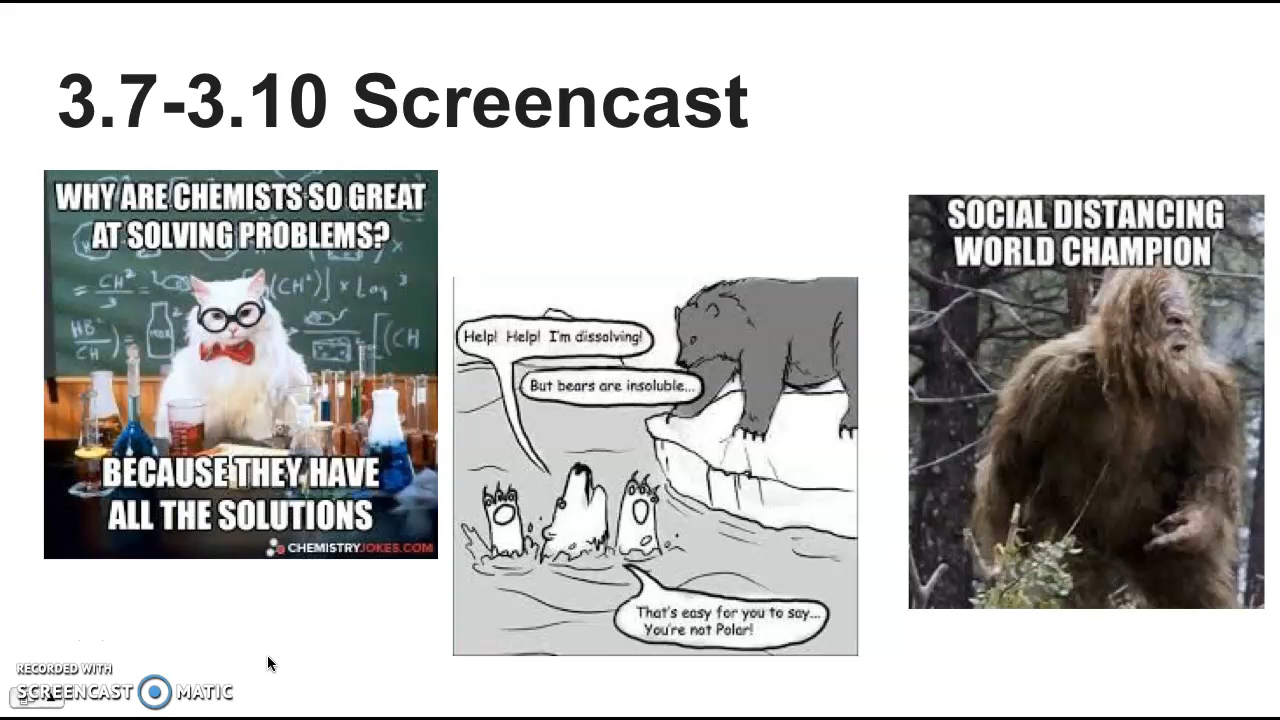 3.7-3.10 Screencast
WHY ARE CHEMISTS SO GREAT
AT SOLVING PROBLEMS?
BECAUSE THEY HAVE
ALL THE SOLUTIONS
CHEMISTRYJOKES.COM
Help! Help! I'm dissolving!
But bears are insoluble...
That's easy for you to say...
You're not Polar!
SOCIAL DISTANCING
WORLD CHAMPION
RECORDED WITH
SCREENCAST MATIC